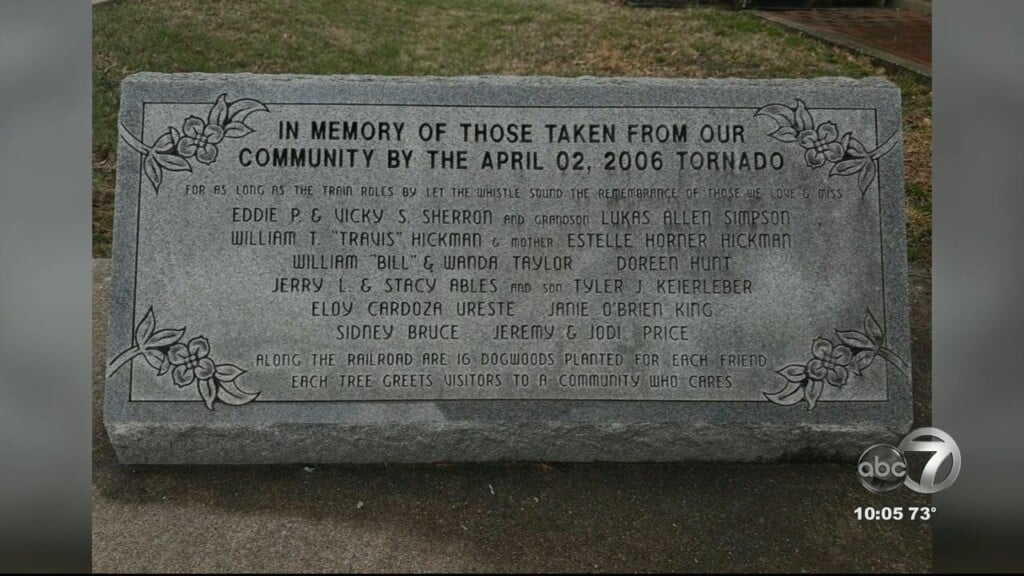 IN MEMORY OF THOSE TAKEN FROM OUR
COMMUNITY BY THE APRIL 02, 2006 TORNADO
FOR AS LONG AS THE TRAIN ROLES BY LET THE WHISTLE SOUND THE REMEMBRANCE OF THOSE WE LOVE & MISS
EDDIE P. & VICKY S. SHERRON AND GRANDSON LUKAS ALLEN SIMPSON
WILLIAM T. "TRAVIS" HICKMAN & MOTHER ESTELLE HORNER HICKMAN
WILLIAM "BILL" & WANDA TAYLOR DOREEN HUNT
JERRY L. & STACY ABLES AND SON TYLER J. KEIERLEBER
ELOY CARDOZA URESTE JANIE O'BRIEN KING
SIDNEY BRUCE JEREMY & JODI PRICE
ALONG THE RAILROAD ARE 16 DOGWOODS PLANTED FOR EACH FRIEND
EACH TREE GREETS VISITORS TO A COMMUNITY WHO CARES
abc 7
10:05 73°